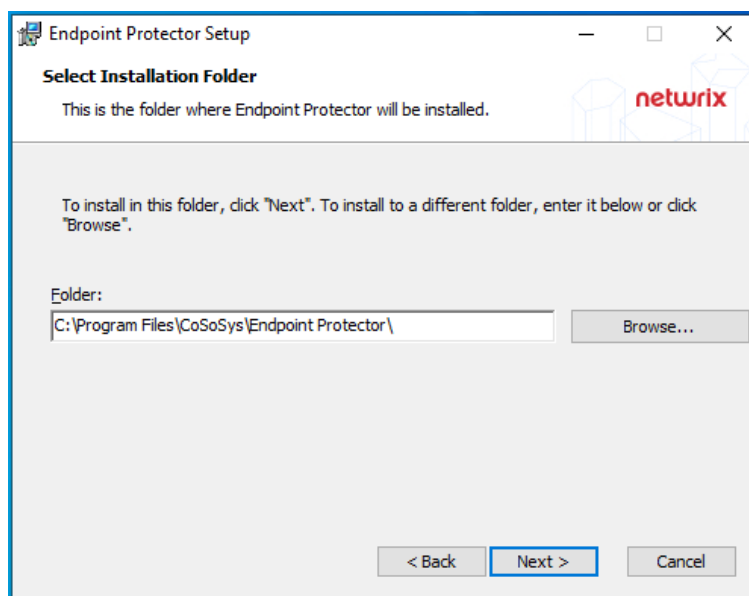 Endpoint Protector Setup
Select Installation Folder
This is the folder where Endpoint Protector will be installed.
netwrix
To install in this folder, click "Next". To install to a different folder, enter it below or click
"Browse".
Folder:
C:\Program Files\CoSoSys\Endpoint Protector\
Browse...
< Back
Next >
Cancel